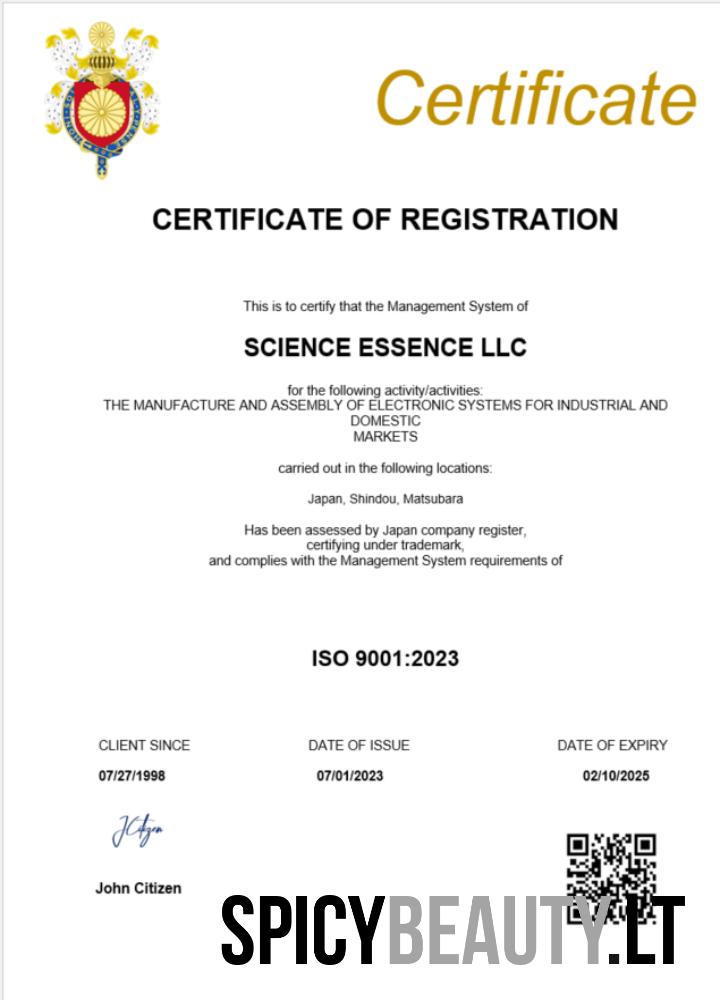 Certificate
CERTIFICATE OF REGISTRATION
This is to certify that the Management System of
SCIENCE ESSENCE LLC
for the following activity/activities:
THE MANUFACTURE AND ASSEMBLY OF ELECTRONIC SYSTEMS FOR INDUSTRIAL AND
DOMESTIC
MARKETS
carried out in the following locations:
Japan, Shindou, Matsubara
Has been assessed by Japan company register,
certifying under trademark,
and complies with the Management System requirements of
ISO 9001:2023
CLIENT SINCE DATE OF ISSUE DATE OF EXPIRY
07/27/1998 07/01/2023 02/10/2025
JCitizen
John Citizen
SPICYBEAUTY.LT